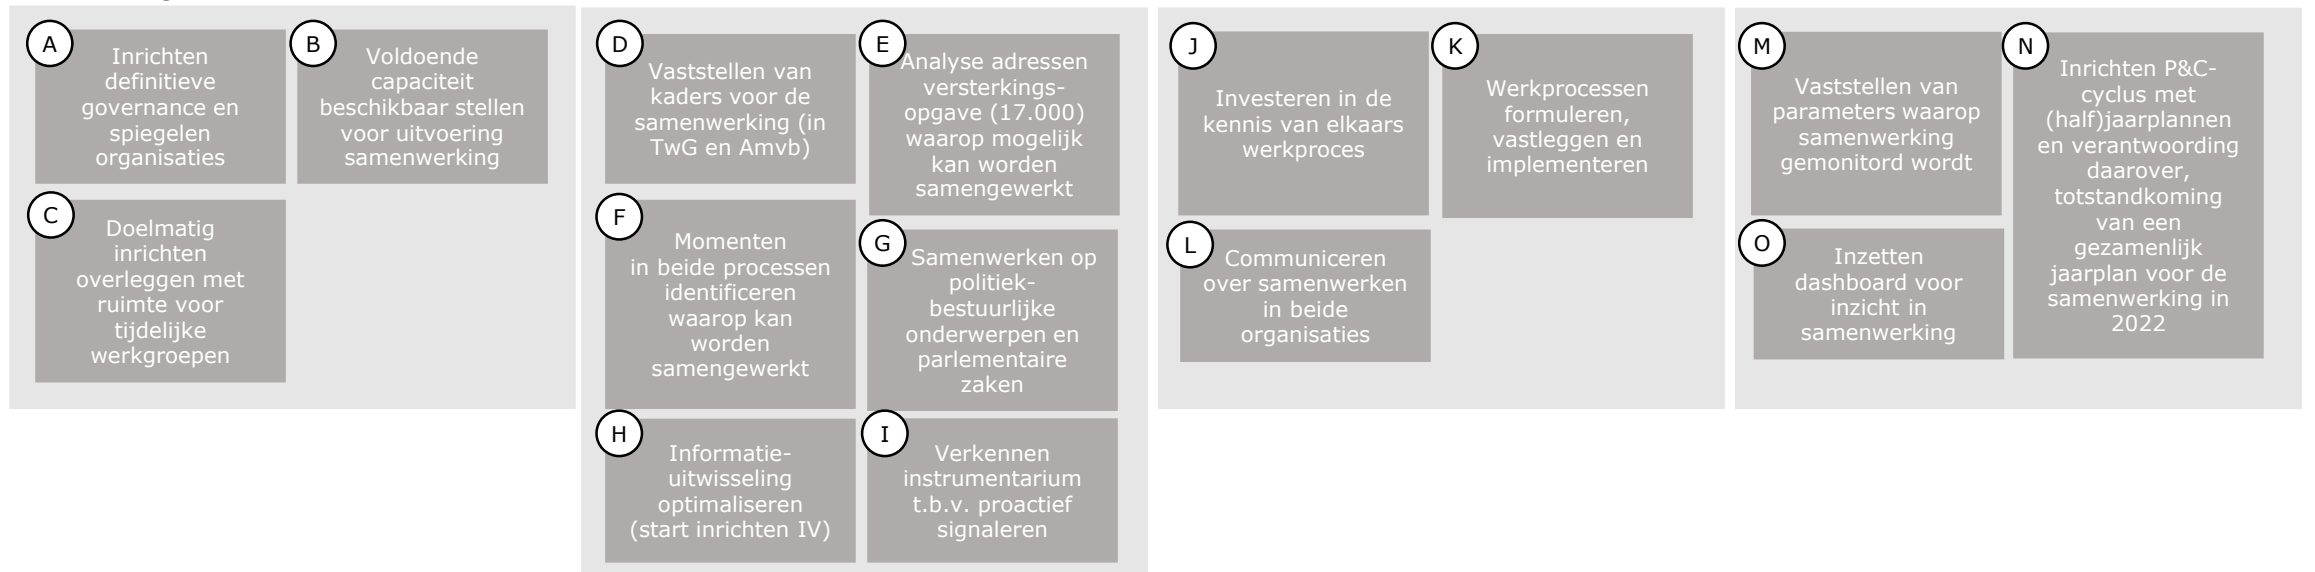 A
Inrichten
definitieve
governance en
spiegelen
organisaties
B
Voldoende
capaciteit
beschikbaar stellen
voor uitvoering
samenwerking
C
Doelmatig
inrichten
overleggen met
ruimte voor
tijdelijke
werkgroepen
D
Vaststellen van
kaders voor de
samenwerking (in
TwG en Amvb)
E
Analyse adressen
versterkings-
opgave (17.000)
waarop mogelijk
kan worden
samengewerkt
F
Momenten
in beide processen
identificeren
waarop kan
worden
samengewerkt
G
Samenwerken op
politiek-
bestuurlijke
onderwerpen en
parlementaire
zaken
H
Informatie-
uitwisseling
optimaliseren
(start inrichten IV)
I
Verkennen
instrumentarium
t.b.v. proactief
signaleren
J
Investeren in de
kennis van elkaars
werkproces
K
Werkprocessen
formuleren,
vastleggen en
implementeren
L
Communiceren
over samenwerken
in beide
organisaties
M
Vaststellen van
parameters waarop
samenwerking
gemonitord wordt
N
Inrichten P&C-
cyclus met
(half)jaarplannen
en verantwoording
daarover,
totstandkoming
van een
gezamenlijk
jaarplan voor de
samenwerking in
2022
O
Inzetten
dashboard voor
inzicht in
samenwerking